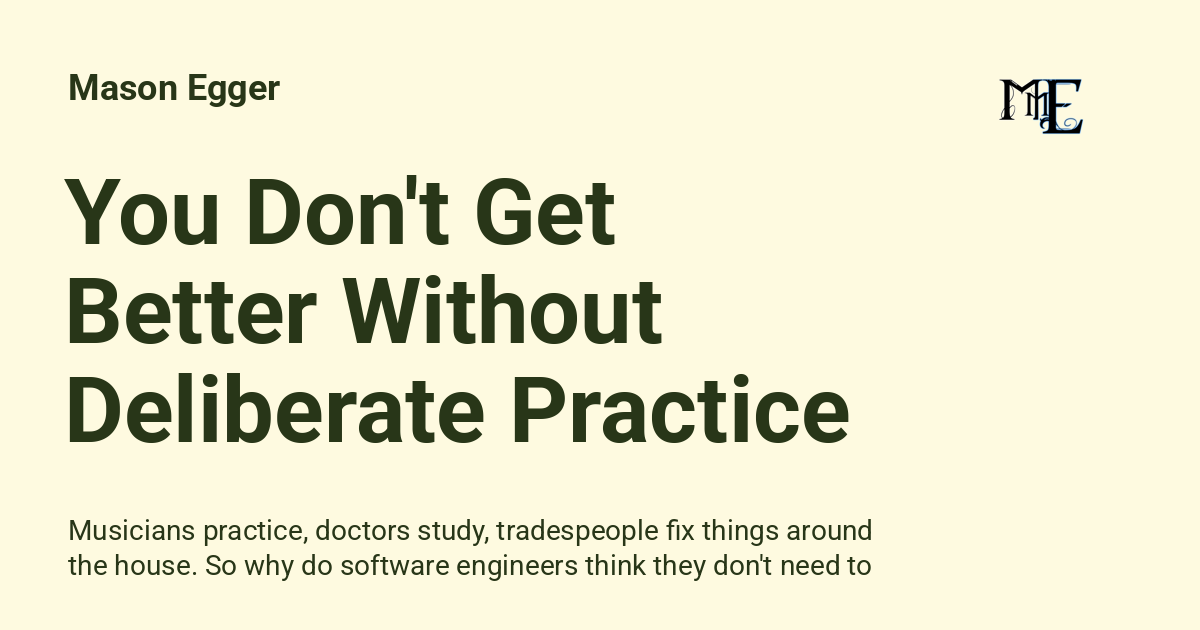 Mason Egger
MmE
You Don't Get
Better Without
Deliberate Practice
Musicians practice, doctors study, tradespeople fix things around
the house. So why do software engineers think they don't need to